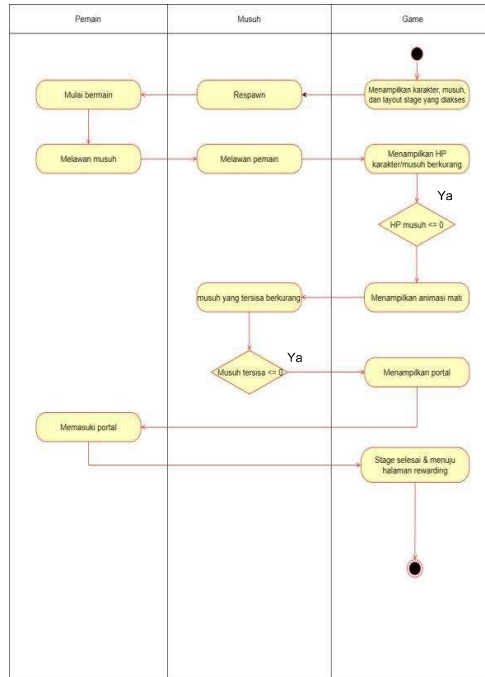 Pemain
Musuh
Game
Menampilkan karakter, musuh,
dan layout stage yang diakses
Respawn
Mulai bermain
Melawan musuh
Melawan pemain
Menampilkan HP
karakter/musuh berkurang
Ya
HP musuh <= 0
Menampilkan animasi mati
musuh yang tersisa berkurang
Ya
Musuh tersisa <= 0
Menampilkan portal
Memasuki portal
Stage selesai & menuju
halaman rewarding